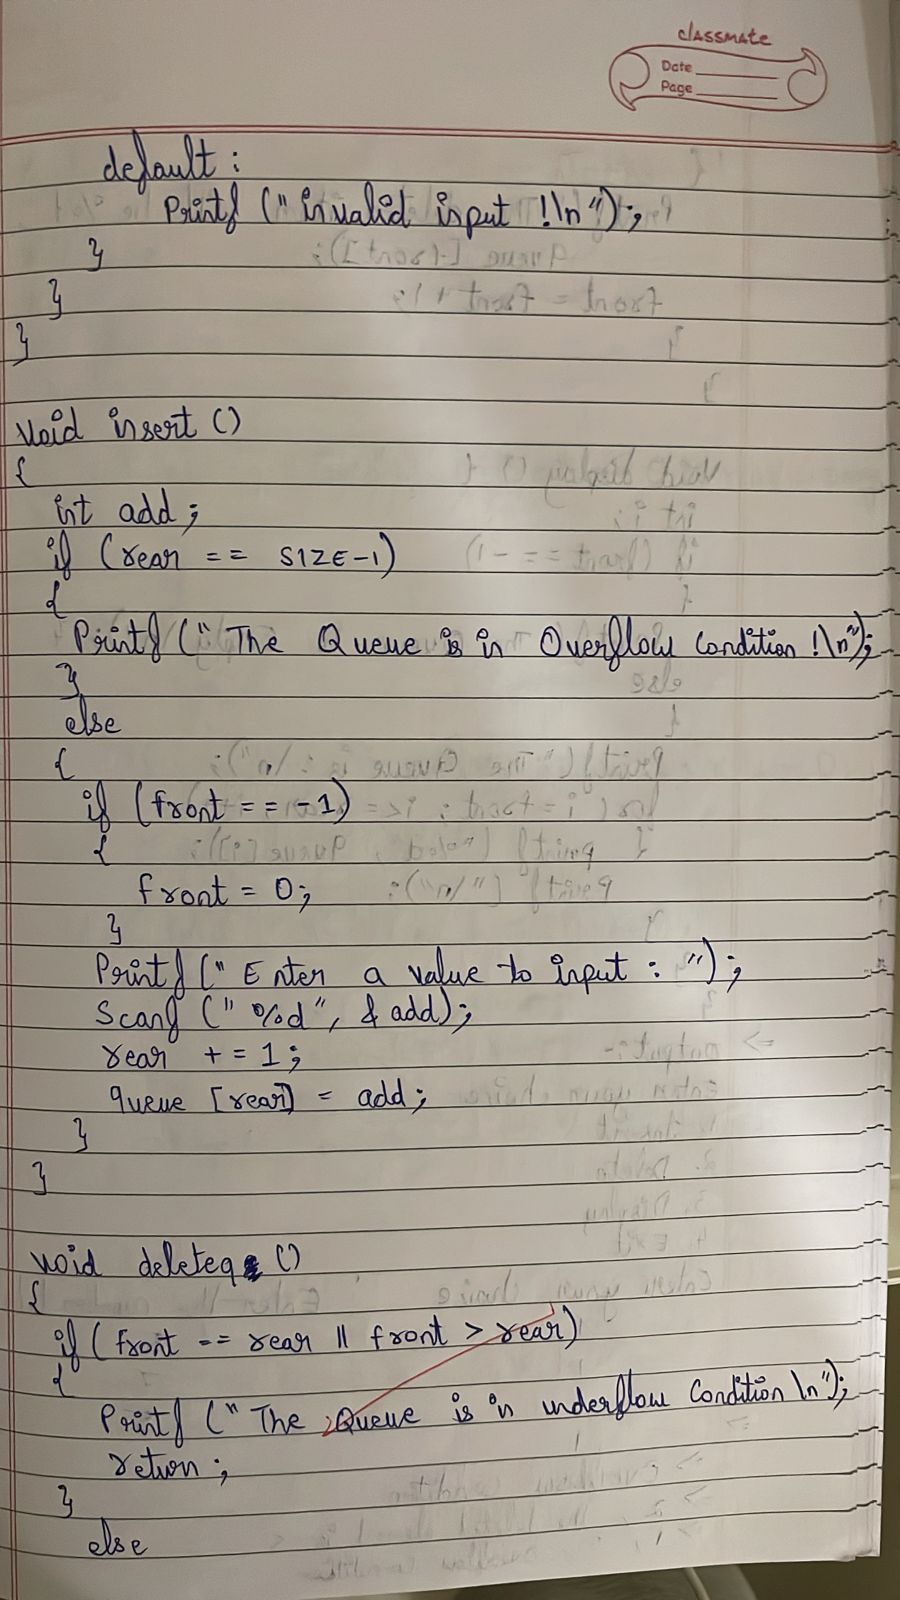 classmate
Date
Page
default :
Printf (" invalid input !\n");
}
}
}
void insert ()
{
int add;
if (rear == SIZE-1)
{
Printf (" The Queue is in Overflow Condition !\n");
}
else
{
if (front == -1)
{
front = 0;
}
Printf (" Enter a value to input : ");
Scanf (" %d", & add);
rear += 1;
queue [rear] = add;
}
}
void deleteq ()
{
if ( front == rear || front > rear)
{
Printf (" The Queue is in underflow Condition \n");
return ;
}
else